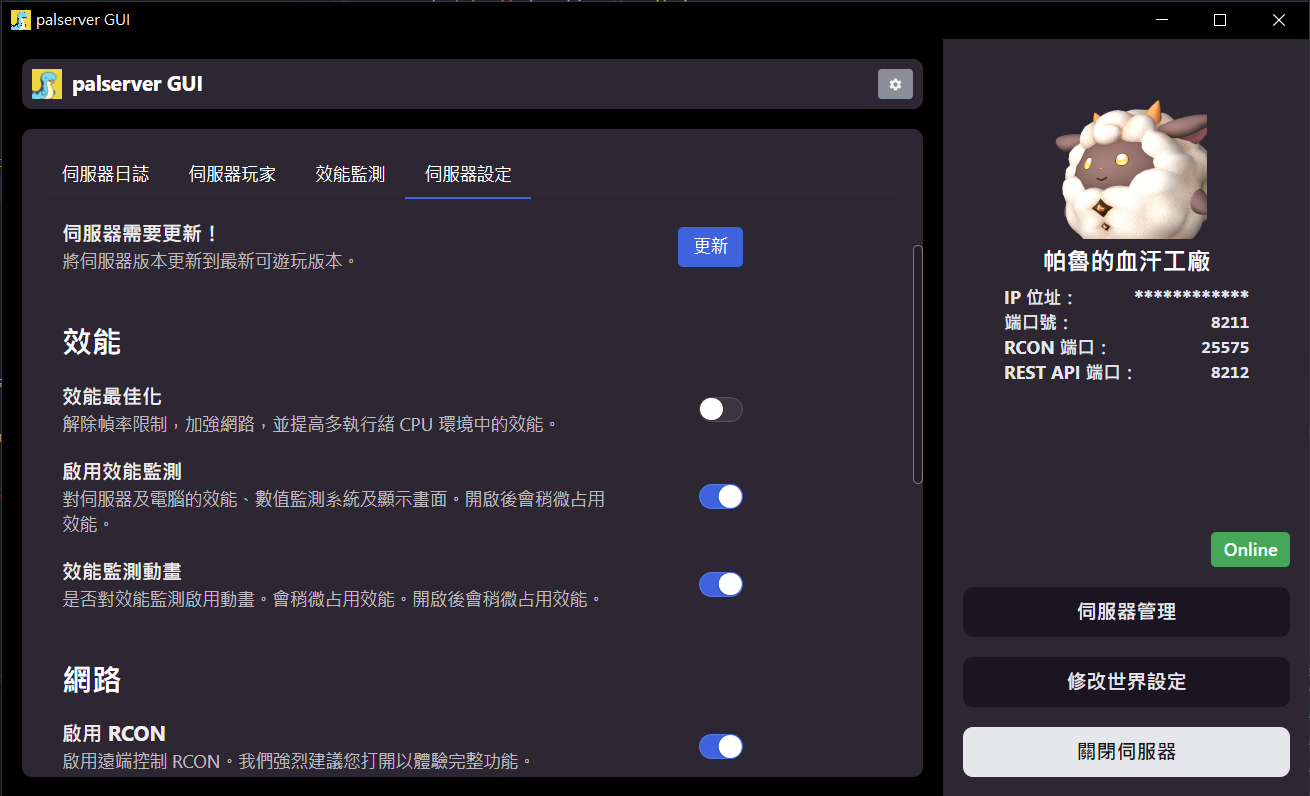 palserver GUI
palserver GUI
伺服器日誌 伺服器玩家 效能監測 伺服器設定
伺服器需要更新！
將伺服器版本更新到最新可遊玩版本。
更新
效能
效能最佳化
解除幀率限制，加強網路，並提高多執行緒 CPU 環境中的效能。
啟用效能監測
對伺服器及電腦的效能、數值監測系統及顯示畫面。開啟後會稍微占用
效能。
效能監測動畫
是否對效能監測啟用動畫。會稍微占用效能。開啟後會稍微占用效能。
網路
啟用 RCON
啟用遠端控制 RCON。我們強烈建議您打開以體驗完整功能。
帕魯的血汗工廠
IP 位址： ************
端口號： 8211
RCON 端口： 25575
REST API 端口： 8212
Online
伺服器管理
修改世界設定
關閉伺服器